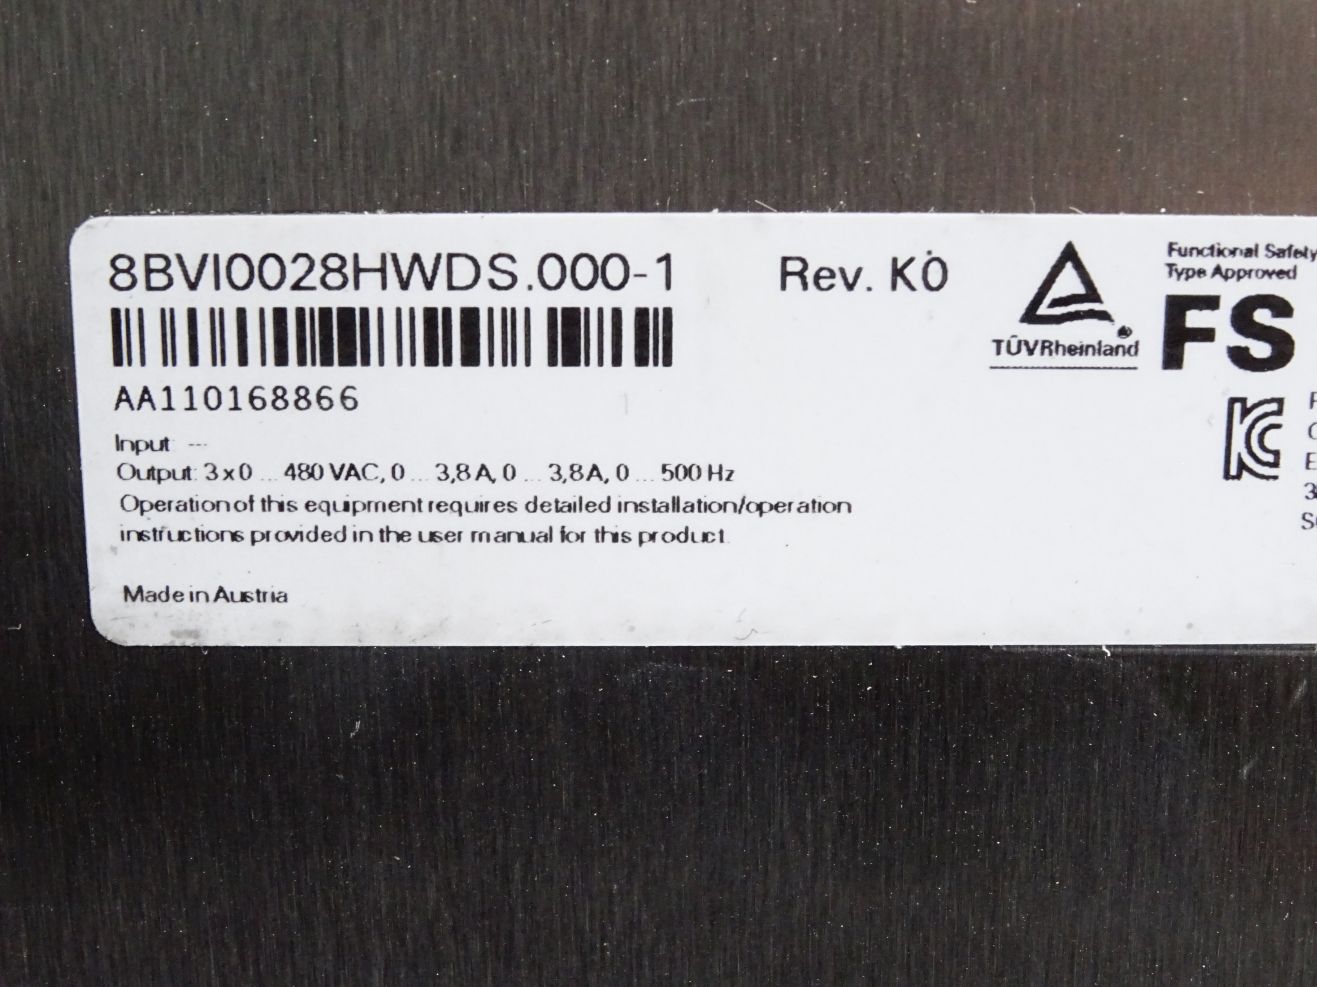 8BVI0028HWDS.000-1 Rev. K0
AA110168866
Input: ---
Output: 3 x 0 ... 480 VAC, 0 ... 3,8 A, 0 ... 3,8 A, 0 ... 500 Hz
Operation of this equipment requires detailed installation/operation
instructions provided in the user manual for this product.
Made in Austria
TÜVRheinland
Functional Safety
Type Approved
FS
KC